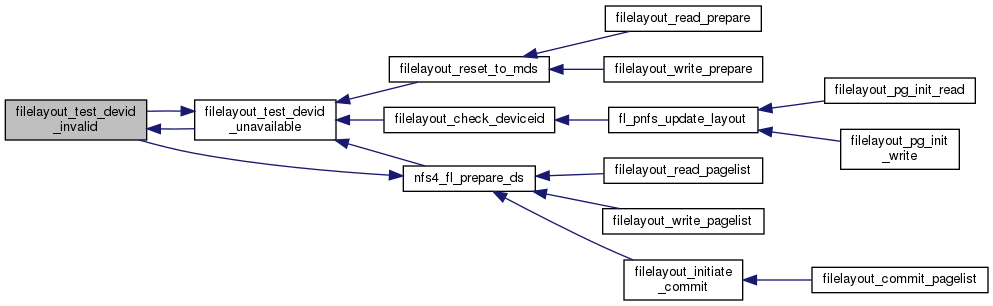 filelayout_test_devid
_invalid
filelayout_test_devid
_unavailable
filelayout_reset_to_mds
filelayout_read_prepare
filelayout_write_prepare
filelayout_check_deviceid
fl_pnfs_update_layout
filelayout_pg_init_read
filelayout_pg_init
_write
nfs4_fl_prepare_ds
filelayout_read_pagelist
filelayout_write_pagelist
filelayout_initiate
_commit
filelayout_commit_pagelist